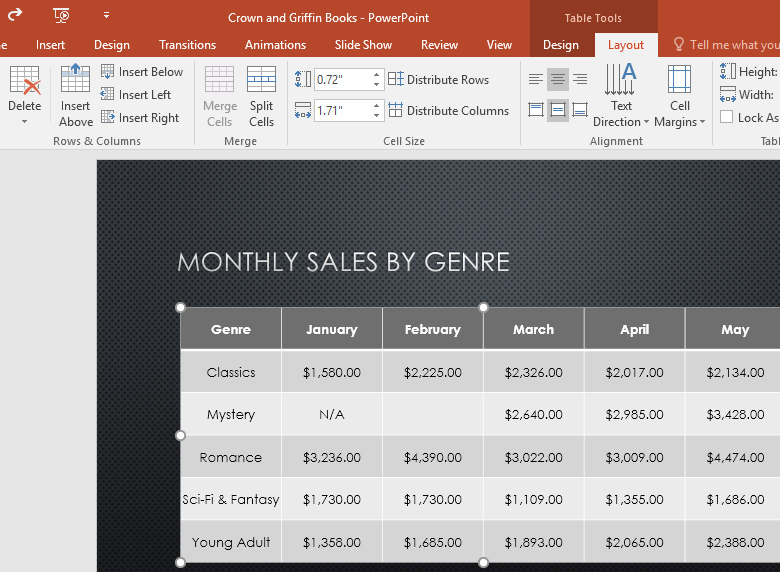 Crown and Griffin Books - PowerPoint
Table Tools
Insert Design Transitions Animations Slide Show Review View Design Layout Tell me what you
Delete
Insert Above
Insert Below
Insert Left
Insert Right
Rows & Columns
Merge Cells
Split Cells
Merge
0.72"
Distribute Rows
1.71"
Distribute Columns
Cell Size
Text Direction
Cell Margins
Alignment
Height:
Width:
Lock As
Tabl
MONTHLY SALES BY GENRE
Genre January February March April May
Classics $1,580.00 $2,225.00 $2,326.00 $2,017.00 $2,134.00
Mystery N/A $2,640.00 $2,985.00 $3,428.00
Romance $3,236.00 $4,390.00 $3,022.00 $3,009.00 $4,474.00
Sci-Fi & Fantasy $1,730.00 $1,730.00 $1,109.00 $1,355.00 $1,686.00
Young Adult $1,358.00 $1,685.00 $1,893.00 $2,065.00 $2,388.00